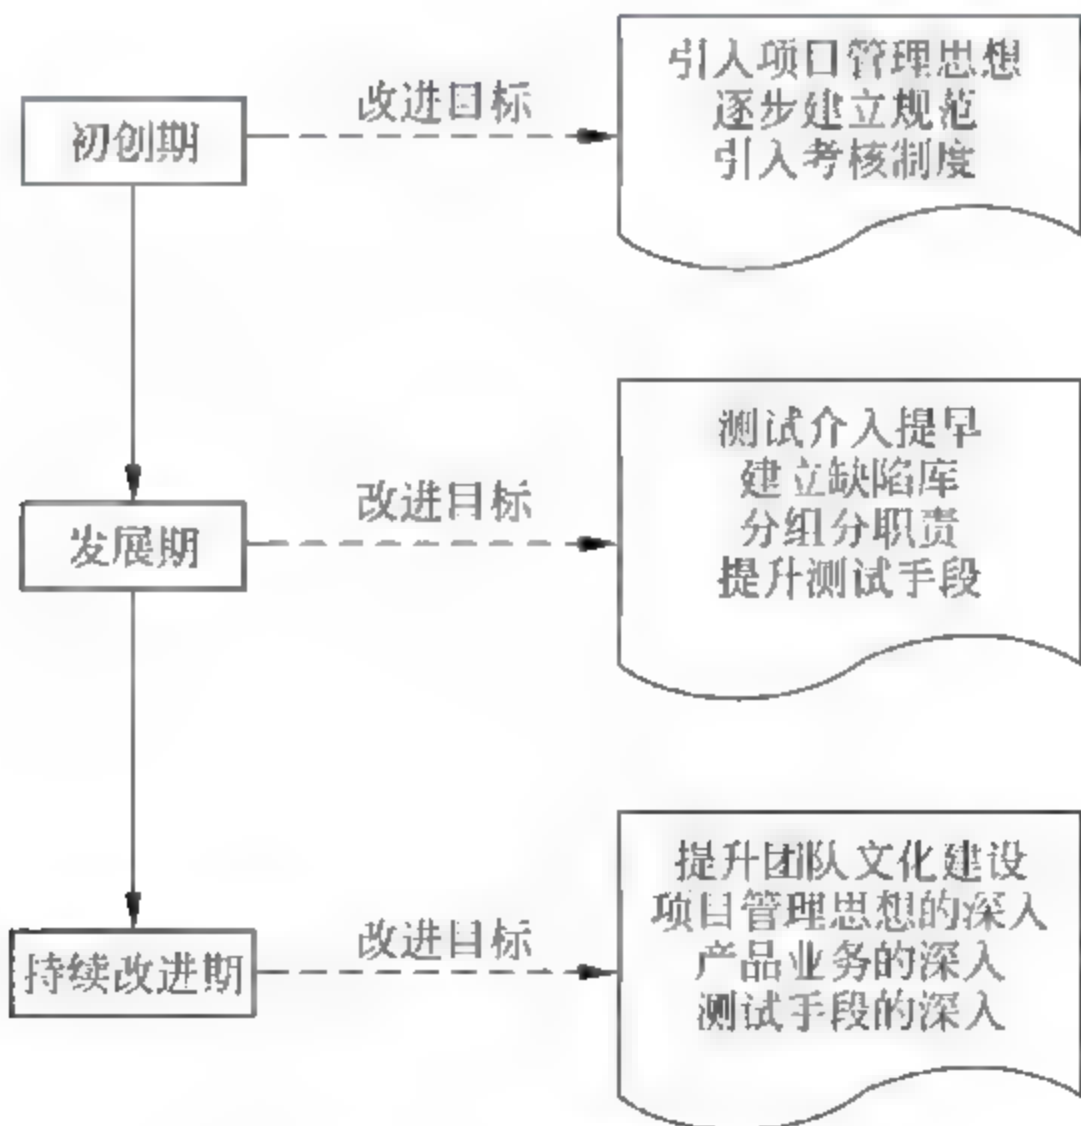 初创期
改进目标
引入项目管理思想
逐步建立规范
引入考核制度
发展期
改进目标
测试介入提早
建立缺陷库
分组分职责
提升测试手段
持续改进期
改进目标
提升团队文化建设
项目管理思想的深入
产品业务的深入
测试手段的深入